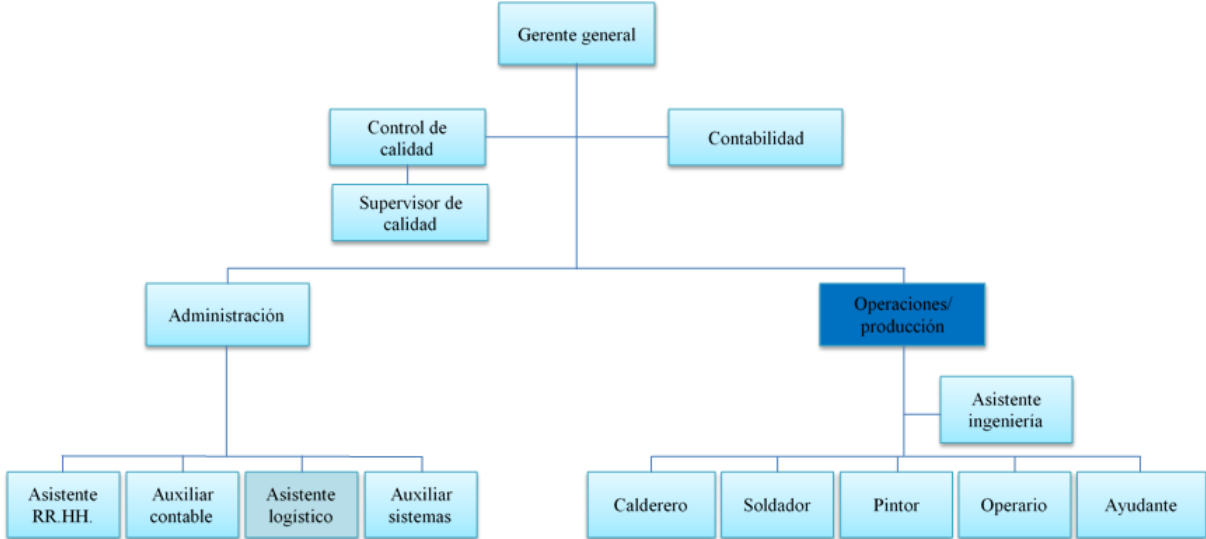 Gerente general
Control de
calidad
Contabilidad
Supervisor de
calidad
Administración
Operaciones/
producción
Asistente
ingeniería
Asistente
RR.HH.
Auxiliar
contable
Asistente
logístico
Auxiliar
sistemas
Calderero
Soldador
Pintor
Operario
Ayudante